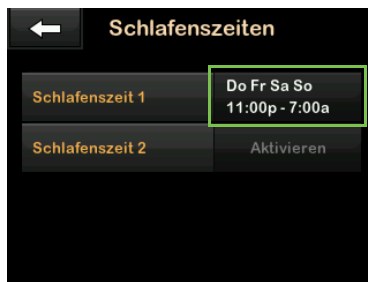 Schlafenszeiten
Schlafenszeit 1
Do Fr Sa So
11:00p - 7:00a
Schlafenszeit 2
Aktivieren